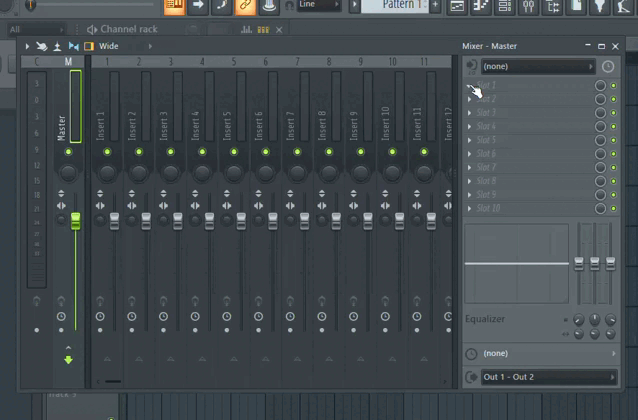 Line
Pattern 1
+
All
Channel rack
Wide
Mixer - Master
C M 1 2 3 4 5 6 7 8 9 10 11 12
(none)
Master
Insert 1
Insert 2
Insert 3
Insert 4
Insert 5
Insert 6
Insert 7
Insert 8
Insert 9
Insert 10
Insert 11
Slot 1
Slot 2
Slot 3
Slot 4
Slot 5
Slot 6
Slot 7
Slot 8
Slot 9
Slot 10
3
0
3
6
9
12
15
18
Equalizer
(none)
Out 1 - Out 2
Track 3